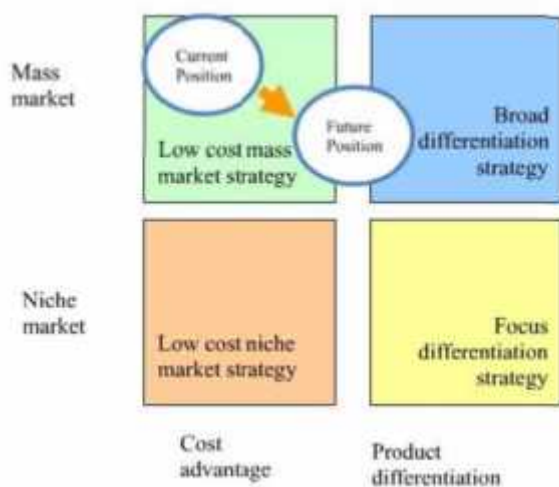 Mass
market
Current
Position
Low cost mass
market strategy
Future
Position
Broad
differentiation
strategy
Niche
market
Low cost niche
market strategy
Focus
differentiation
strategy
Cost
advantage
Product
differentiation